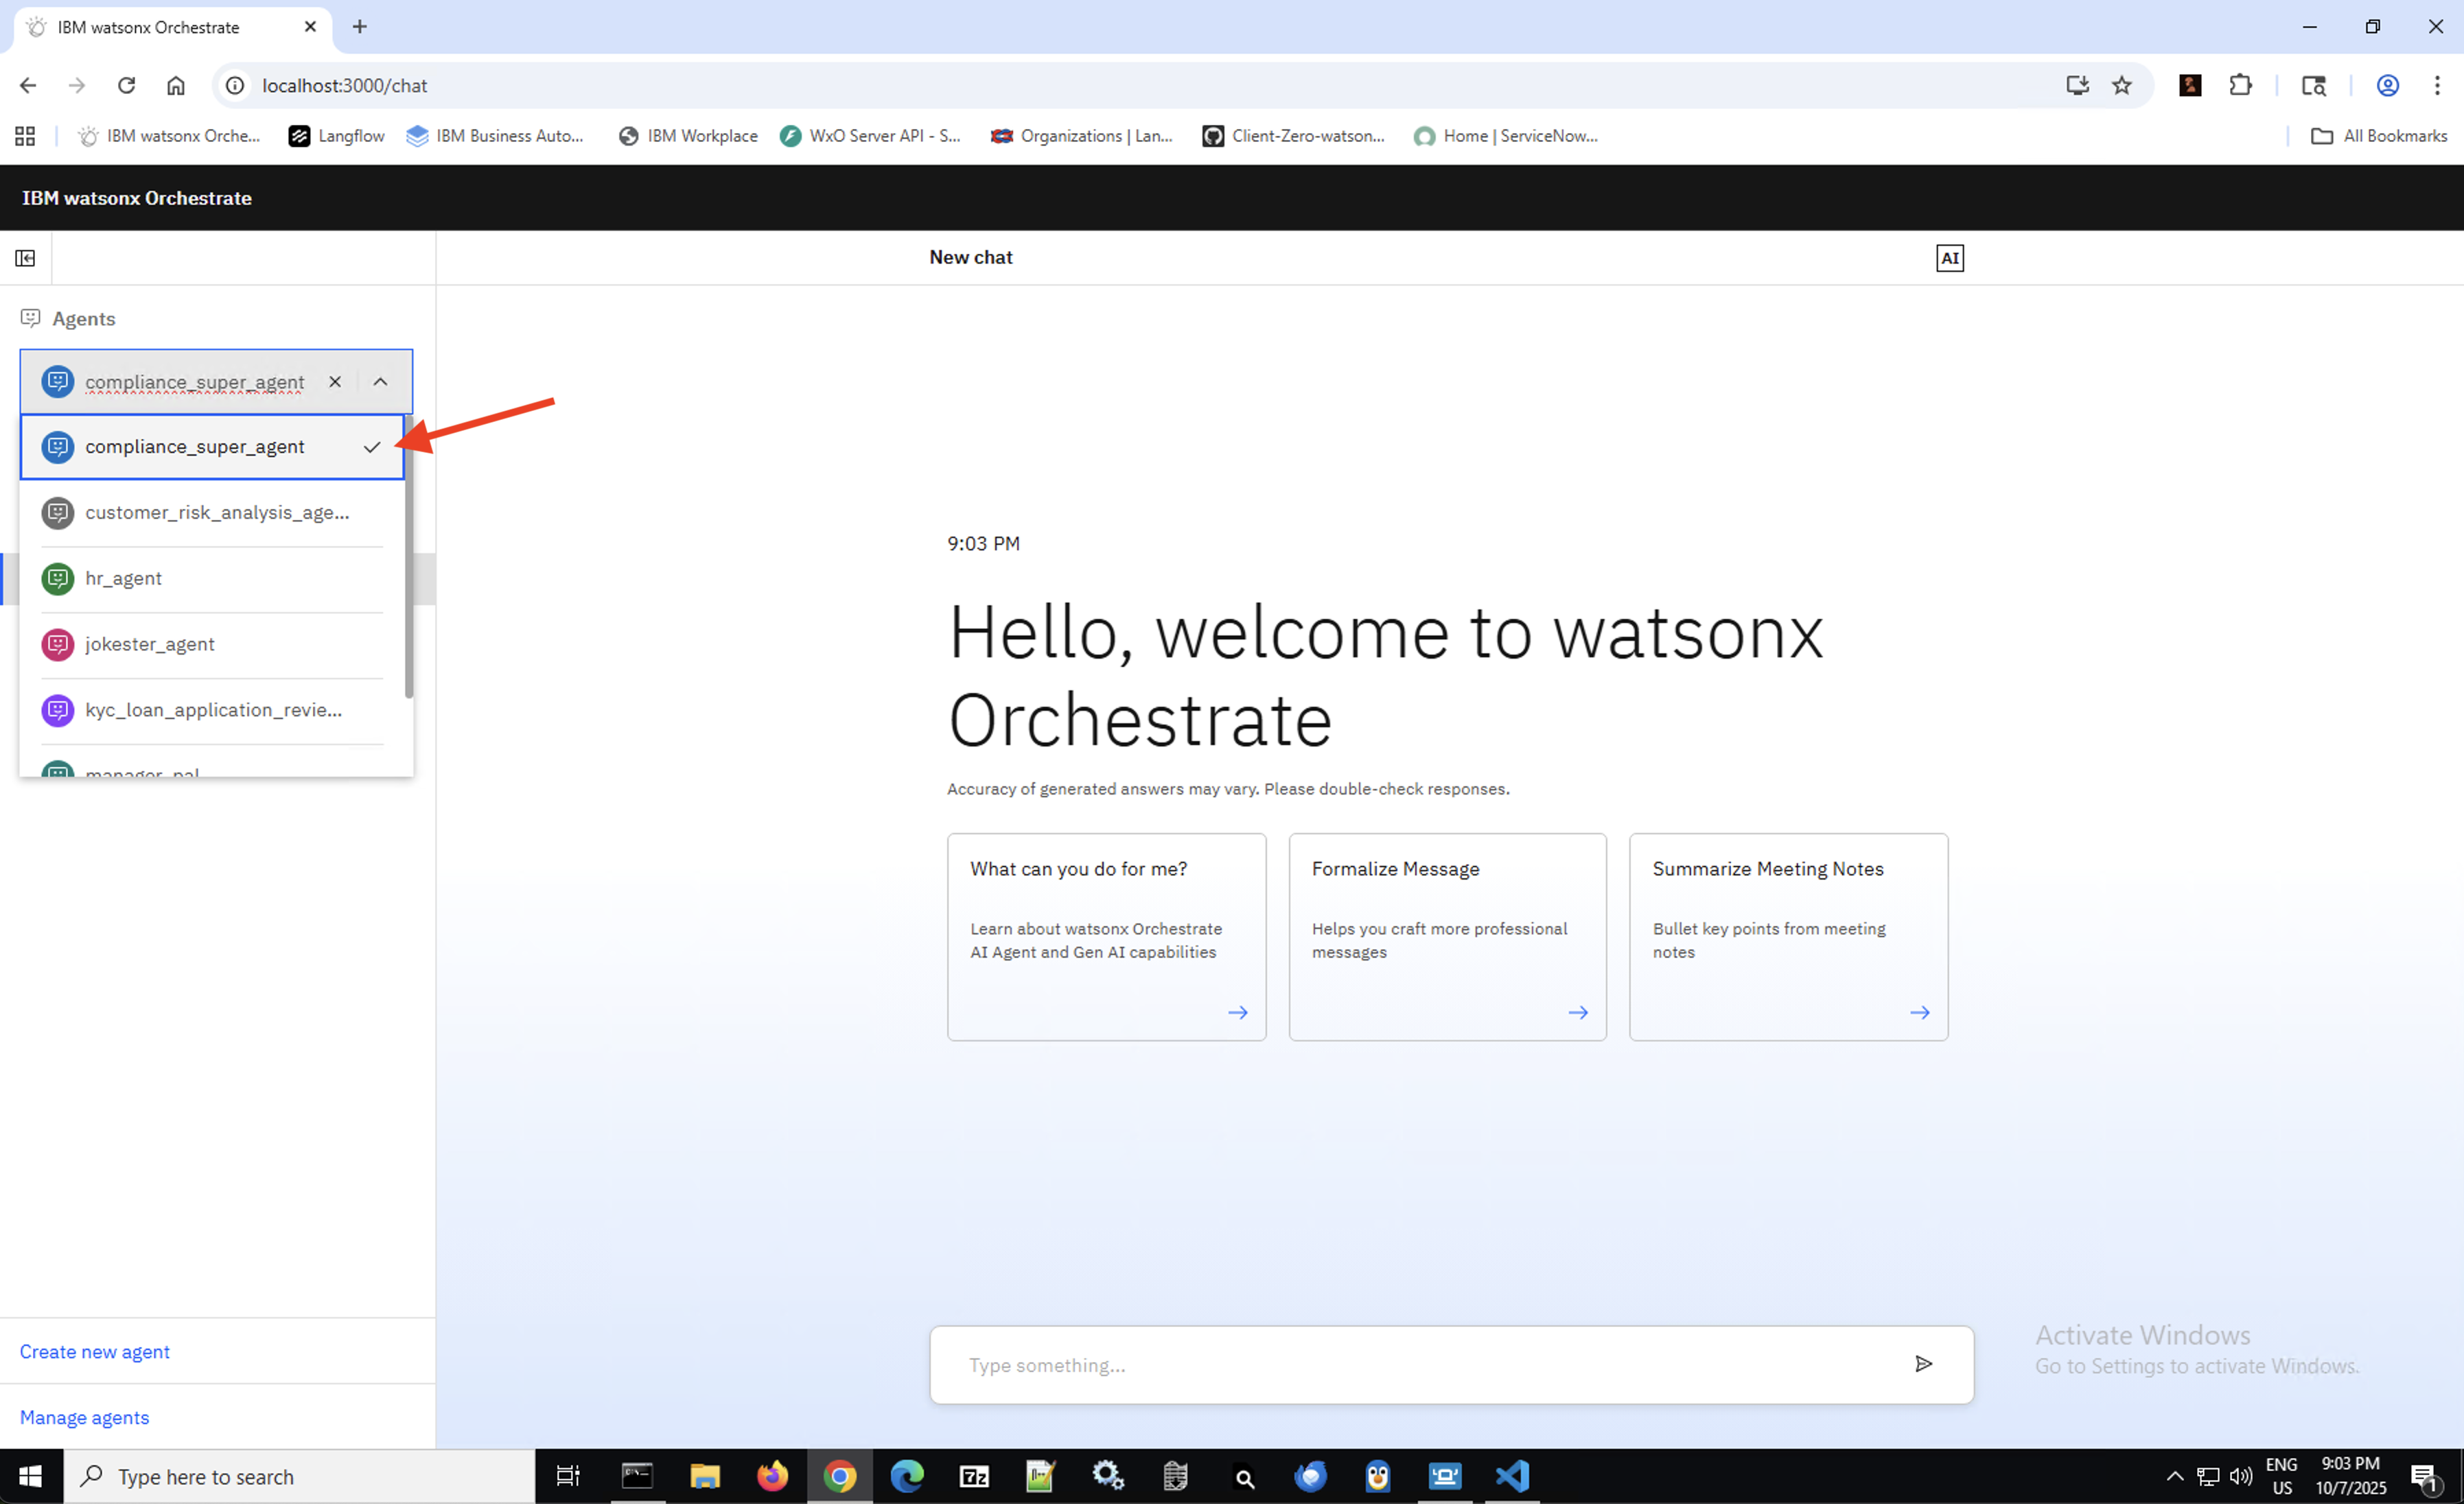 IBM watsonx Orchestrate
localhost:3000/chat
IBM watsonx Orche...
Langflow
IBM Business Auto...
IBM Workplace
WxO Server API - S...
Organizations | Lan...
Client-Zero-watson...
Home | ServiceNow...
All Bookmarks
IBM watsonx Orchestrate
New chat
AI
Agents
compliance_super_agent
compliance_super_agent
customer_risk_analysis_age...
hr_agent
jokester_agent
kyc_loan_application_revie...
manager_pal
9:03 PM
Hello, welcome to watsonx
Orchestrate
Accuracy of generated answers may vary. Please double-check responses.
What can you do for me?
Learn about watsonx Orchestrate
AI Agent and Gen AI capabilities
Formalize Message
Helps you craft more professional
messages
Summarize Meeting Notes
Bullet key points from meeting
notes
Type something...
Create new agent
Manage agents
Activate Windows
Go to Settings to activate Windows.
Type here to search
7z
ENG
US
9:03 PM
10/7/2025
1